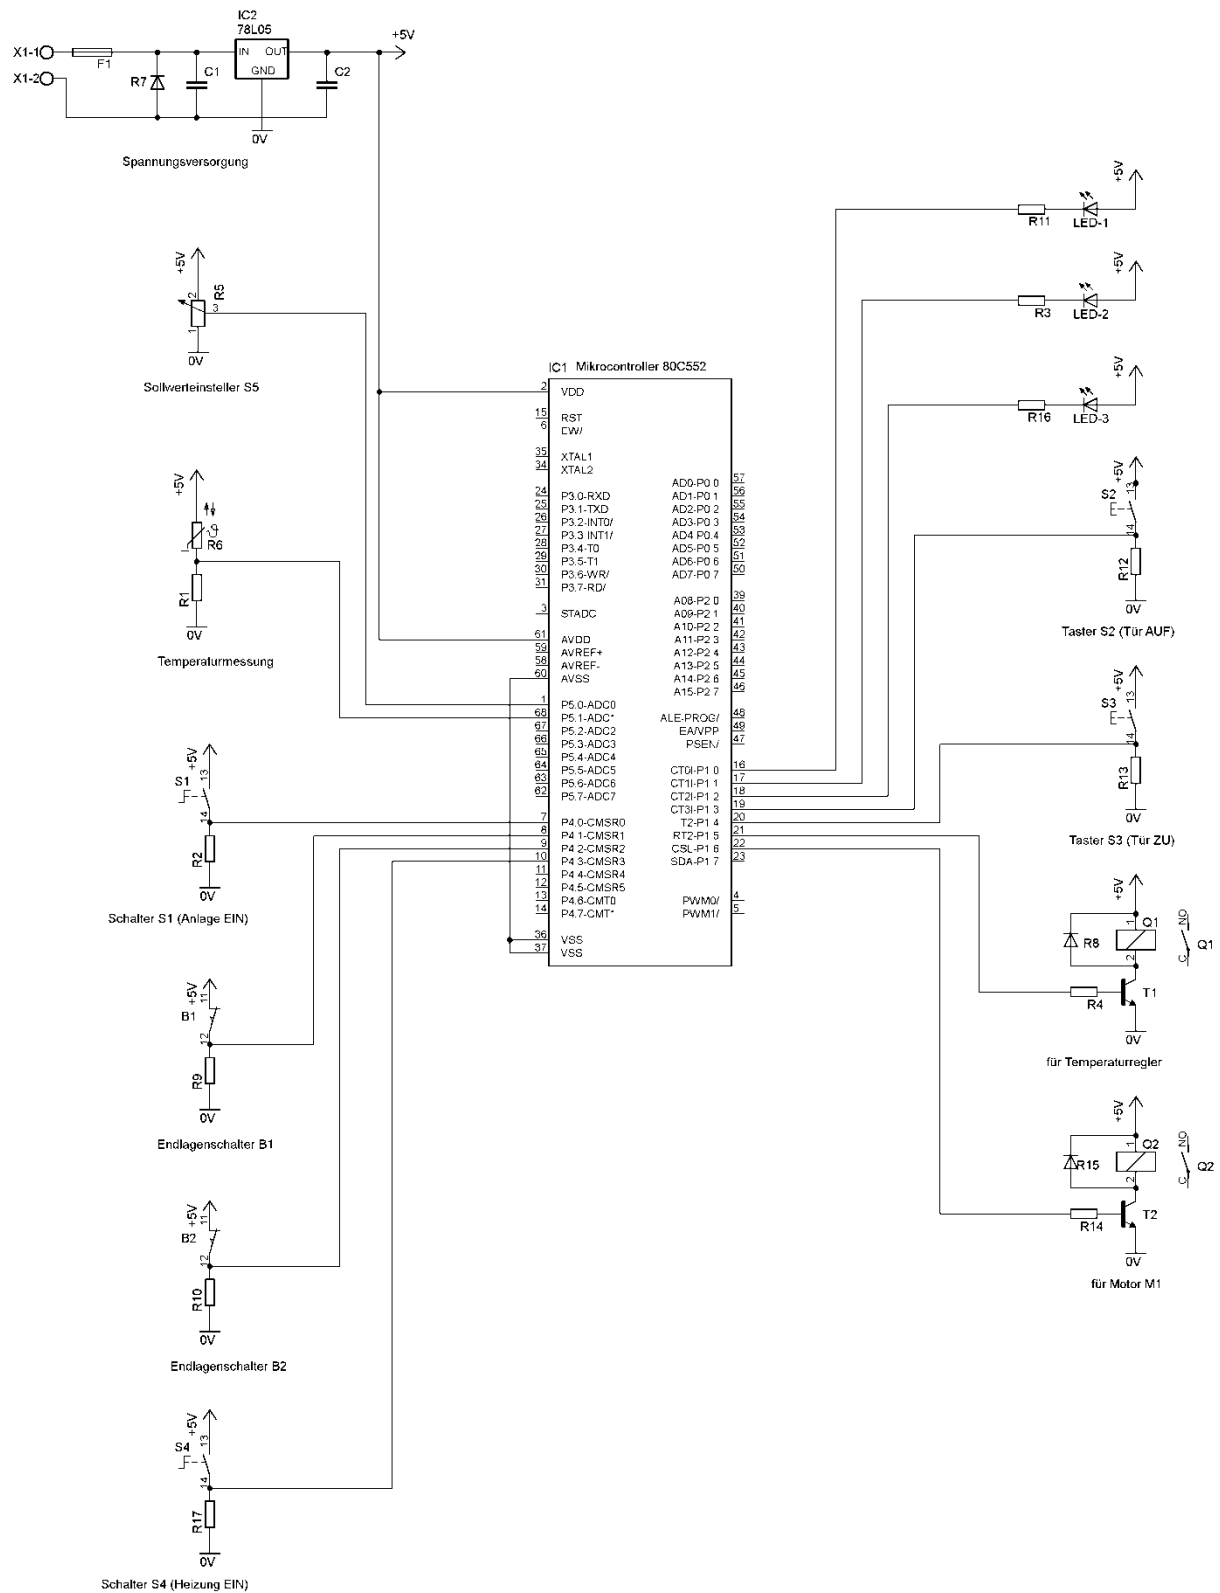 X1-1
X1-2
F1
R7
C1
IC2
78L05
IN OUT
GND
C2
+5V
0V
Spannungsversorgung
+5V
2
R5
3
1
0V
Sollwerteinsteller S5
+5V
ϑ
R6
R1
0V
Temperaturmessung
+5V
13
S1
14
R2
0V
Schalter S1 (Anlage EIN)
+5V
11
B1
12
R9
0V
Endlagenschalter B1
+5V
11
B2
12
R10
0V
Endlagenschalter B2
+5V
13
S4
14
R17
0V
Schalter S4 (Heizung EIN)
IC1 Mikrocontroller 80C552
2 VDD
15 RST
6 EW/
35 XTAL1
34 XTAL2
24 P3.0-RXD
25 P3.1-TXD
26 P3.2-INT0/
27 P3.3 INT1/
28 P3.4-T0
29 P3.5-T1
30 P3.6-WR/
31 P3.7-RD/
3 STADC
61 AVDD
59 AVREF+
58 AVREF-
60 AVSS
1 P5.0-ADC0
68 P5.1-ADC*
67 P5.2-ADC2
66 P5.3-ADC3
65 P5.4-ADC4
64 P5.5-ADC5
63 P5.6-ADC6
62 P5.7-ADC7
7 P4.0-CMSR0
8 P4.1-CMSR1
9 P4.2-CMSR2
10 P4.3-CMSR3
11 P4.4-CMSR4
12 P4.5-CMSR5
13 P4.6-CMT0
14 P4.7-CMT*
36 VSS
37 VSS
AD0-P0.0 57
AD1-P0.1 56
AD2-P0.2 55
AD3-P0.3 54
AD4 P0.4 53
AD5-P0.5 52
AD6-P0.6 51
AD7-P0.7 50
A08-P2.0 39
A09-P2.1 40
A10-P2.2 41
A11-P2.3 42
A12-P2.4 43
A13-P2.5 44
A14-P2.6 45
A15-P2.7 46
ALE-PROG/ 48
EA/VPP 49
PSEN/ 47
CT0I-P1.0 16
CT1I-P1.1 17
CT2I-P1.2 18
CT3I-P1.3 19
T2-P1.4 20
RT2-P1.5 21
CSL-P1.6 22
SDA-P1.7 23
PWM0/ 4
PWM1/ 5
+5V
R11
LED-1
+5V
R3
LED-2
+5V
R16
LED-3
+5V
13
S2
14
R12
0V
Taster S2 (Tür AUF)
+5V
13
S3
14
R13
0V
Taster S3 (Tür ZU)
+5V
1
Q1
NO
R8
Q1
2
C
R4
T1
0V
für Temperaturregler
+5V
1
Q2
NO
R15
Q2
2
C
R14
T2
0V
für Motor M1